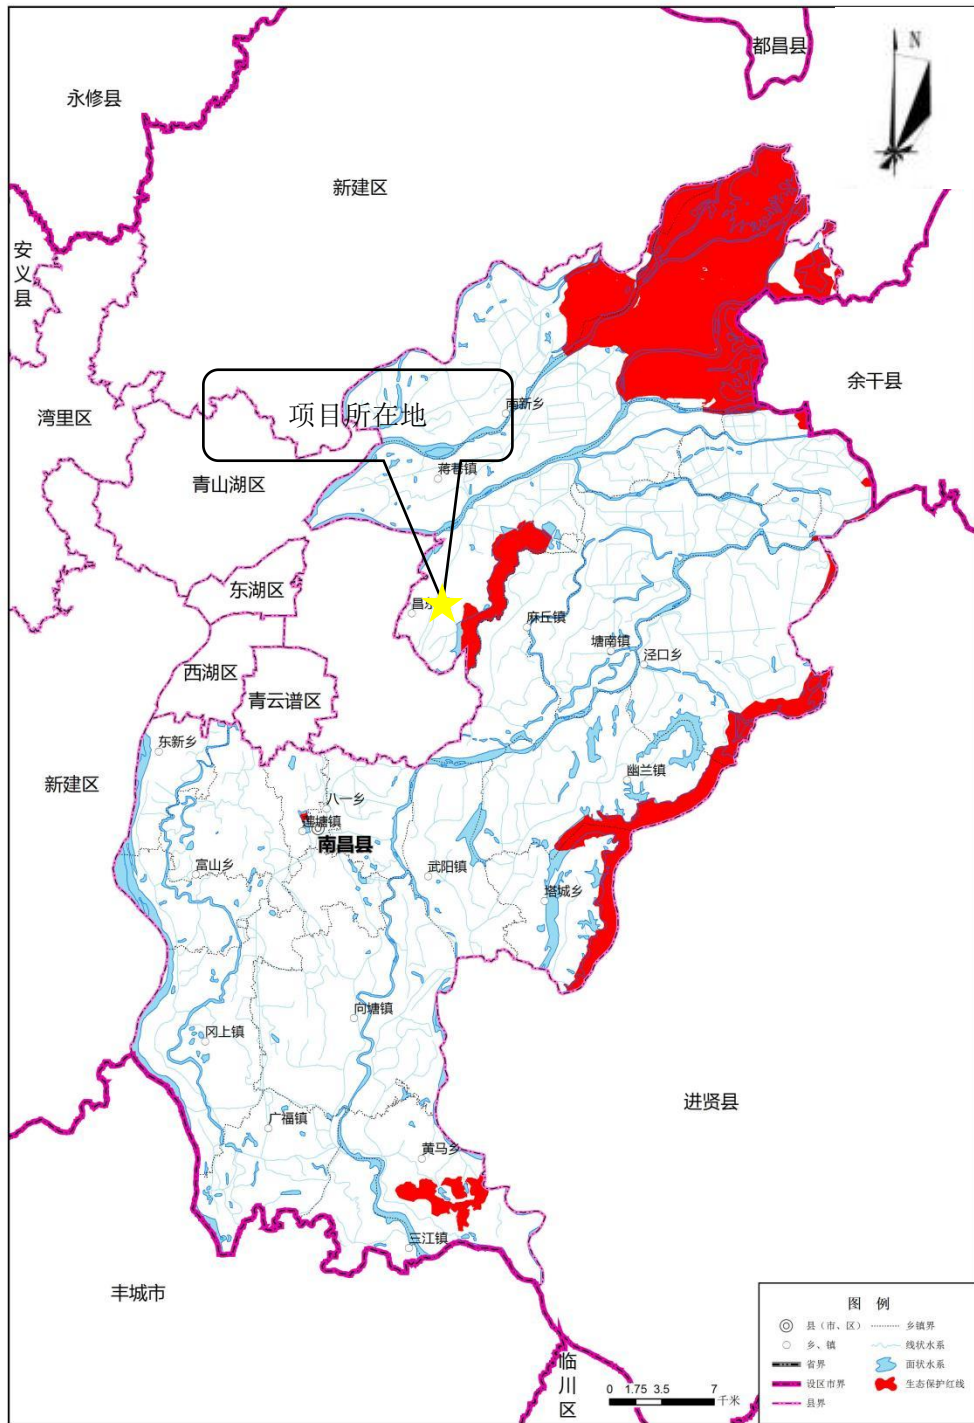 都昌县
N
永修县
新建区
安义县
余干县
湾里区
项目所在地
南新乡
蒋巷镇
青山湖区
东湖区
昌东
麻丘镇
塘南镇
泾口乡
西湖区
青云谱区
东新乡
新建区
幽兰镇
八一乡
莲塘镇
南昌县
富山乡
武阳镇
塔城乡
向塘镇
冈上镇
进贤县
广福镇
黄马乡
三江镇
丰城市
临川区
0 1.75 3.5 7
千米
图 例
县（市、区）
乡镇界
乡、镇
线状水系
省界
面状水系
设区市界
生态保护红线
县界